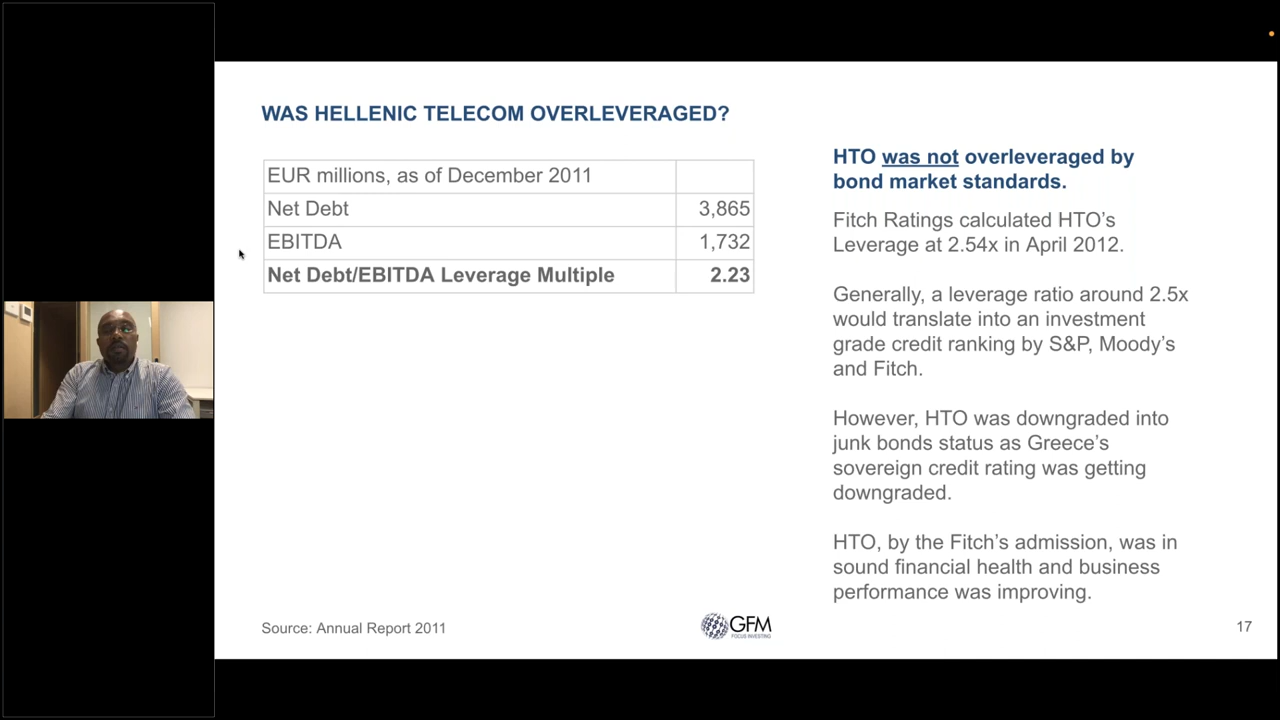 WAS HELLENIC TELECOM OVERLEVERAGED?
EUR millions, as of December 2011
Net Debt 3,865
EBITDA 1,732
Net Debt/EBITDA Leverage Multiple 2.23
HTO was not overleveraged by
bond market standards.
Fitch Ratings calculated HTO's
Leverage at 2.54x in April 2012.
Generally, a leverage ratio around 2.5x
would translate into an investment
grade credit ranking by S&P, Moody's
and Fitch.
However, HTO was downgraded into
junk bonds status as Greece's
sovereign credit rating was getting
downgraded.
HTO, by the Fitch's admission, was in
sound financial health and business
performance was improving.
Source: Annual Report 2011
GFM
FOCUS INVESTING
17